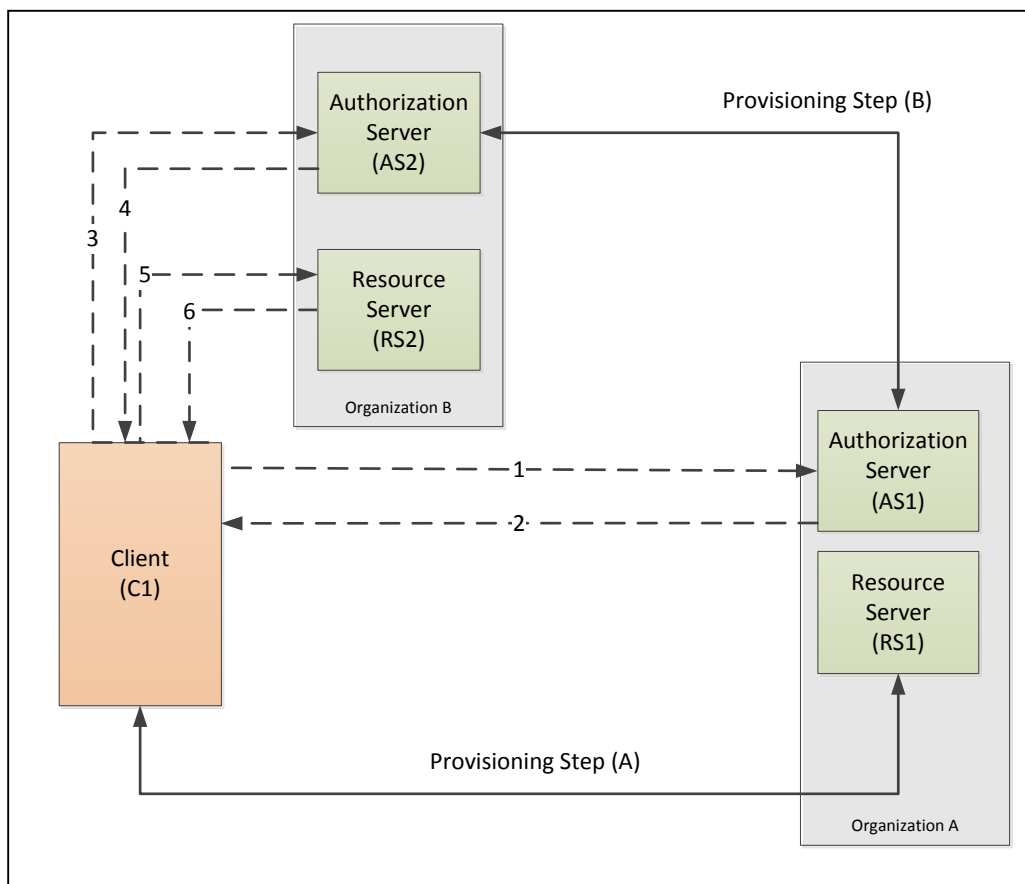 Authorization
Server
(AS2)
Provisioning Step (B)
3
4
5
Resource
Server
(RS2)
6
Organization B
Authorization
Server
(AS1)
1
2
Client
(C1)
Resource
Server
(RS1)
Provisioning Step (A)
Organization A